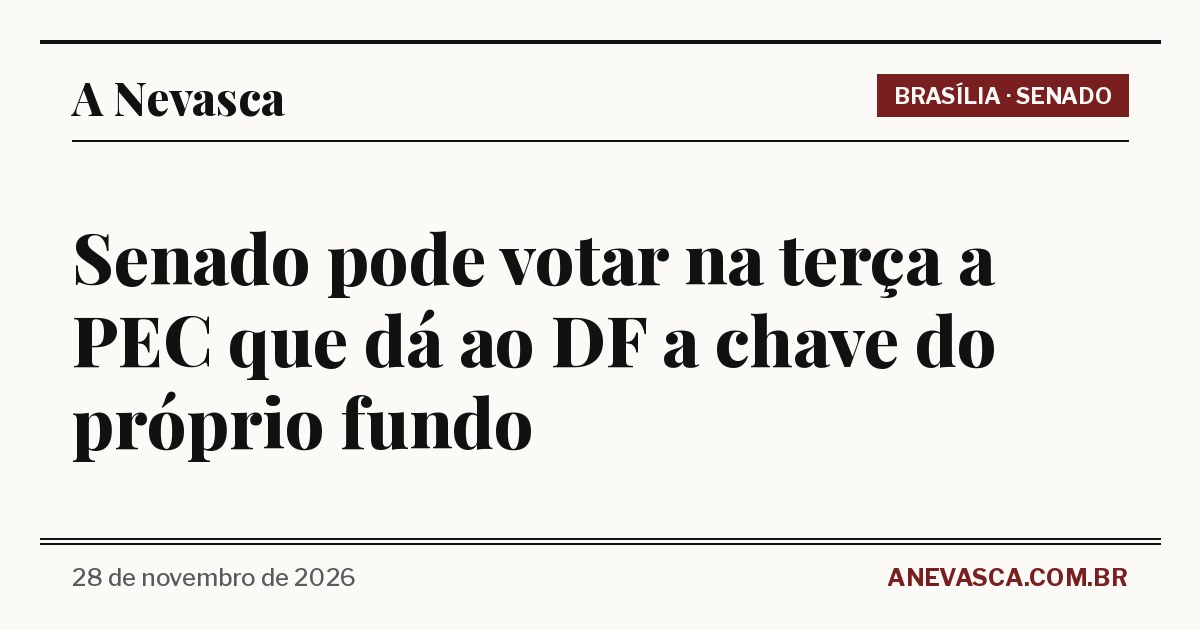 A Nevasca
BRASÍLIA · SENADO
Senado pode votar na terça a
PEC que dá ao DF a chave do
próprio fundo
28 de novembro de 2026
ANEVASCA.COM.BR